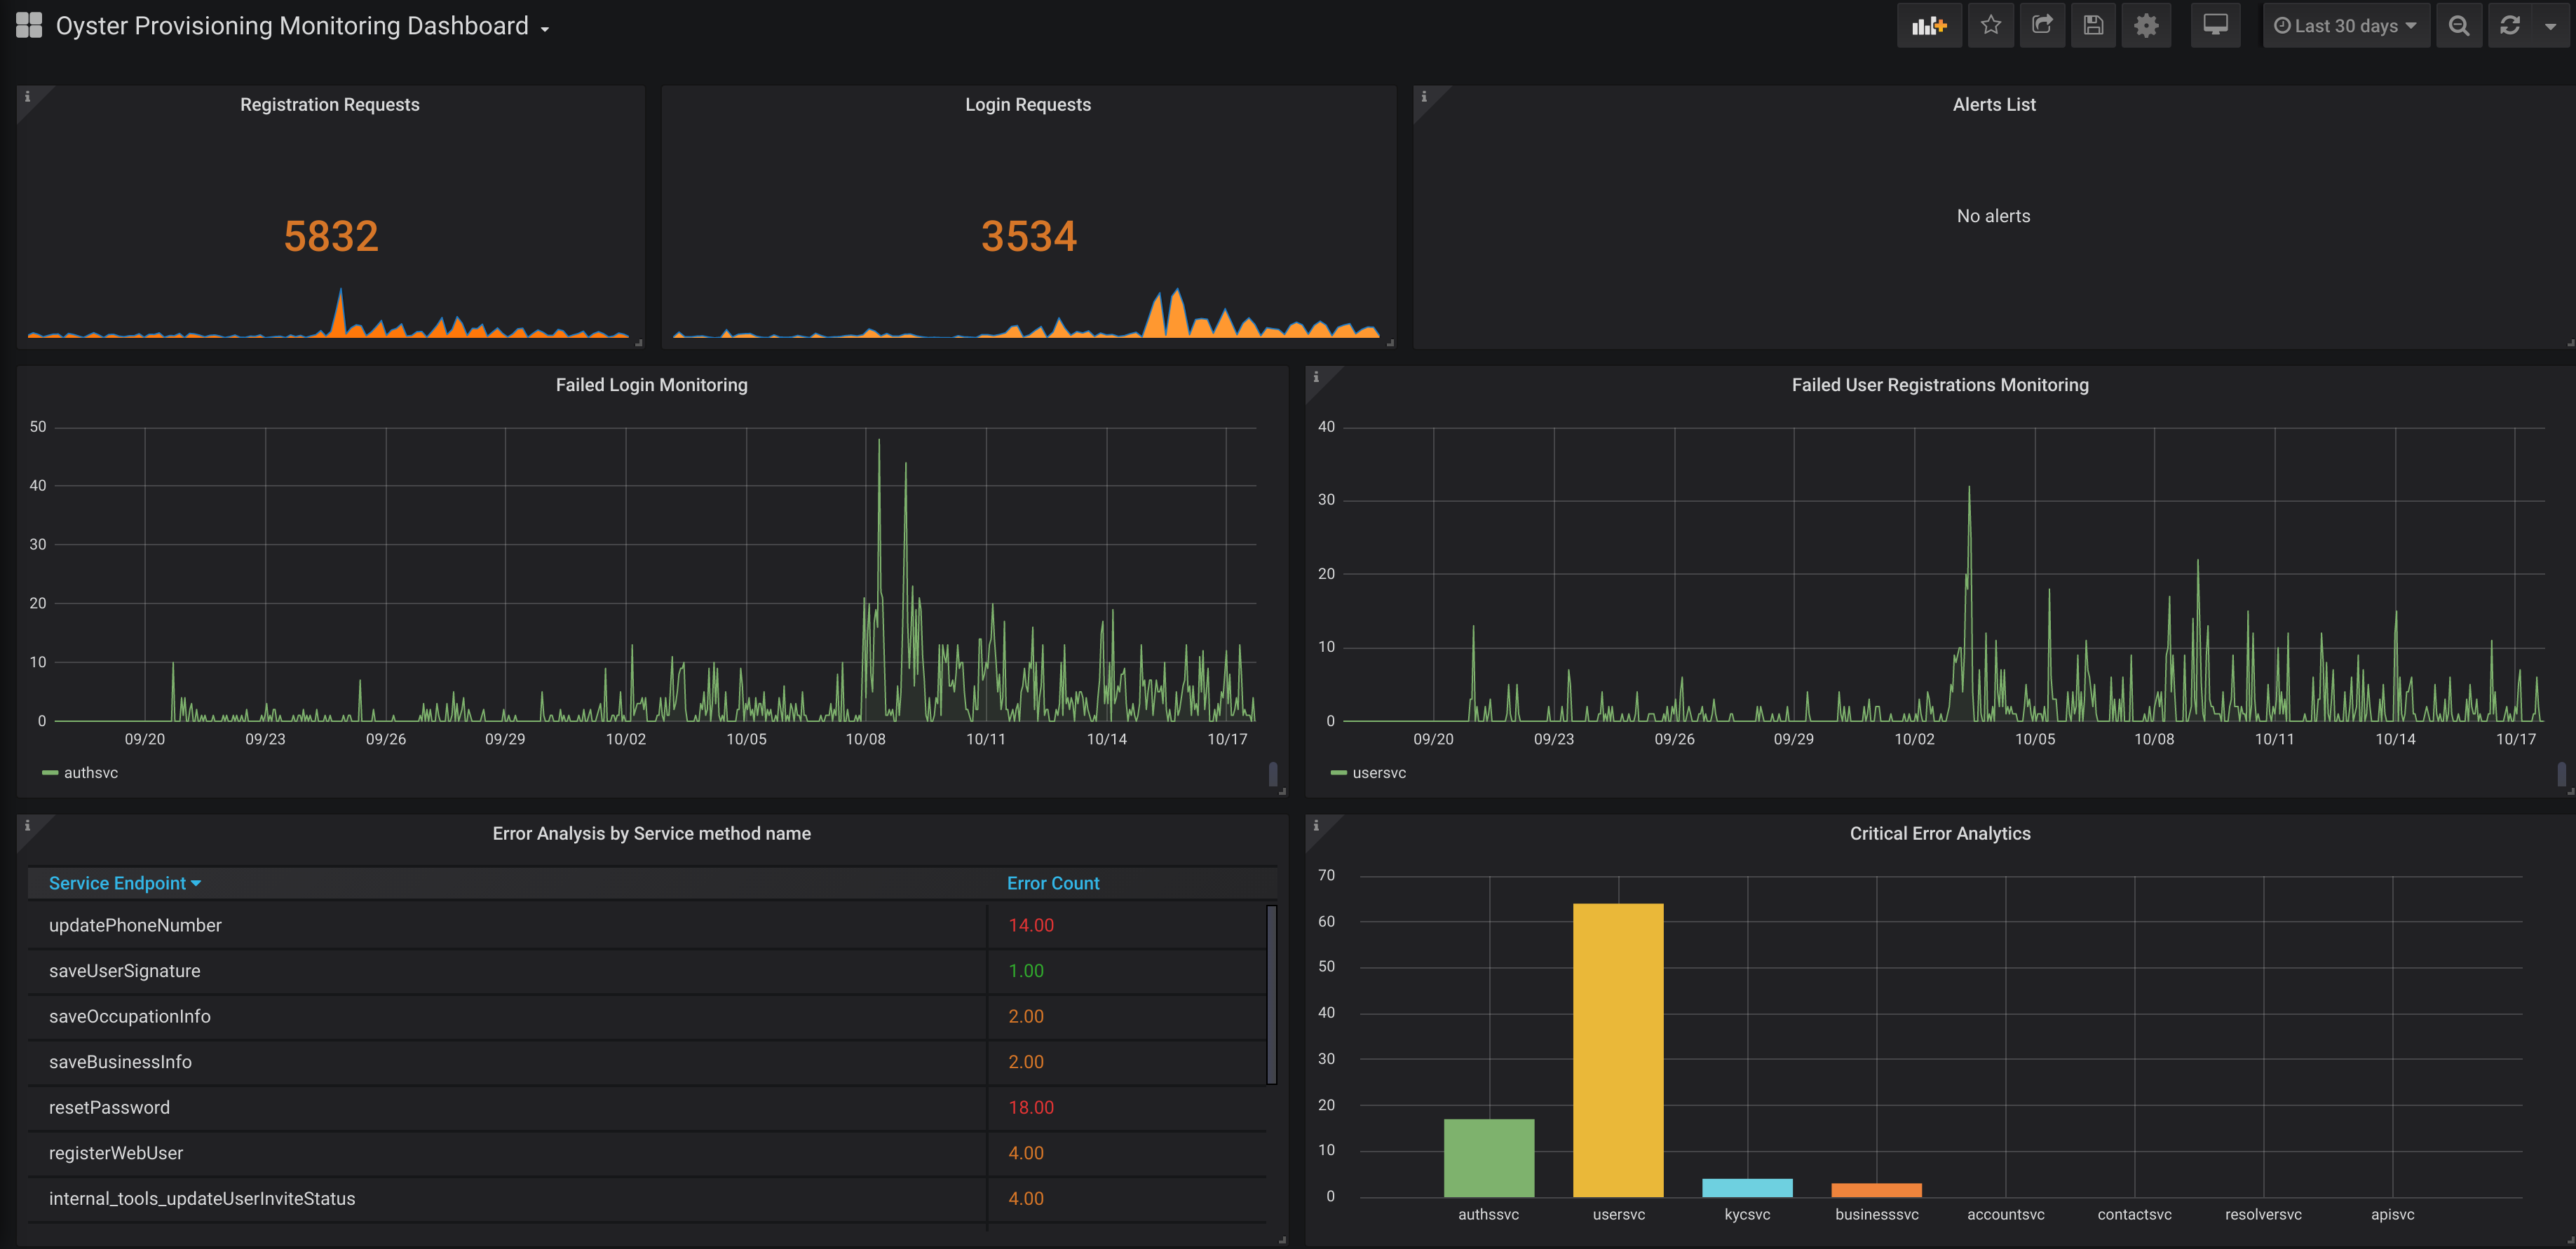 Oyster Provisioning Monitoring Dashboard
Last 30 days
Registration Requests
5832
Login Requests
3534
Alerts List
No alerts
Failed Login Monitoring
50
40
30
20
10
0
09/20 09/23 09/26 09/29 10/02 10/05 10/08 10/11 10/14 10/17
authsvc
Failed User Registrations Monitoring
40
30
20
10
0
09/20 09/23 09/26 09/29 10/02 10/05 10/08 10/11 10/14 10/17
usersvc
Error Analysis by Service method name
Service Endpoint Error Count
updatePhoneNumber 14.00
saveUserSignature 1.00
saveOccupationInfo 2.00
saveBusinessInfo 2.00
resetPassword 18.00
registerWebUser 4.00
internal_tools_updateUserInviteStatus 4.00
Critical Error Analytics
70
60
50
40
30
20
10
0
authssvc usersvc kycsvc businesssvc accountsvc contactsvc resolversvc apisvc